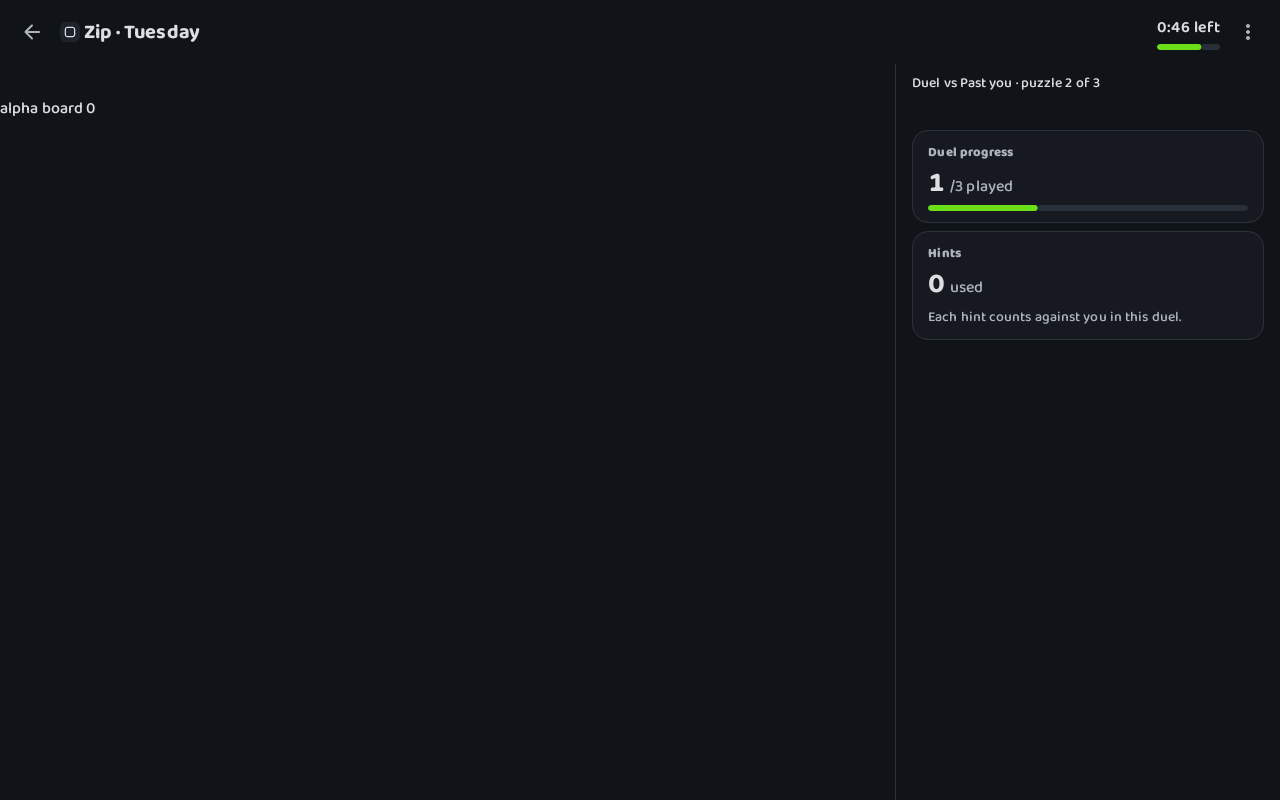 Zip · Tuesday
0:46 left
alpha board 0
Duel vs Past you · puzzle 2 of 3
Duel progress
1 /3 played
Hints
0 used
Each hint counts against you in this duel.